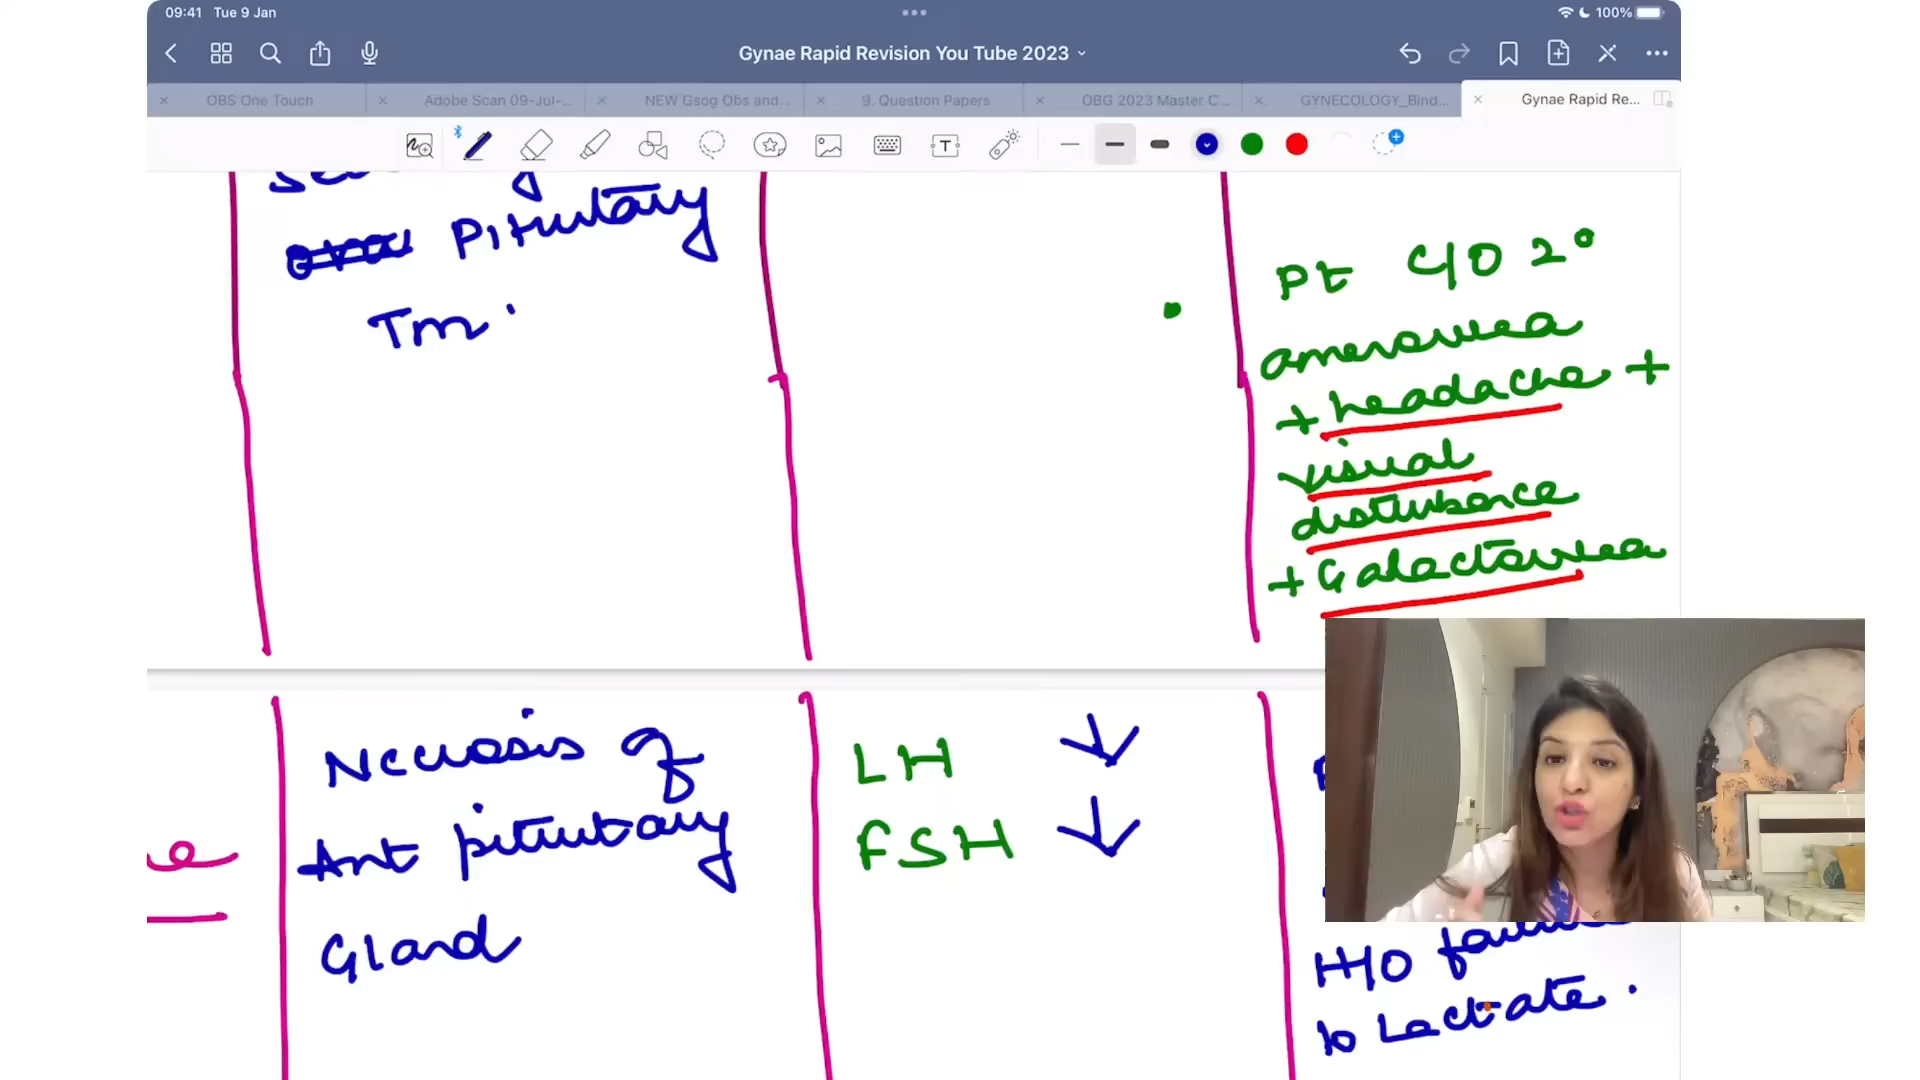 09:41 Tue 9 Jan
100%
Gynae Rapid Revision You Tube 2023
OBS One Touch
Adobe Scan 09-Jul-...
NEW Gsog Obs and...
9. Question Papers
OBG 2023 Master C...
GYNECOLOGY_Bind...
Gynae Rapid Re...
T
Pituitary
Tm.
Pt C/O 2°
amenorrhea
+ headache +
visual
disturbance
+ Galactorrhea
Necrosis of
Ant pituitary
Gland
LH ↓
FSH ↓
H/O failure
to Lactate.